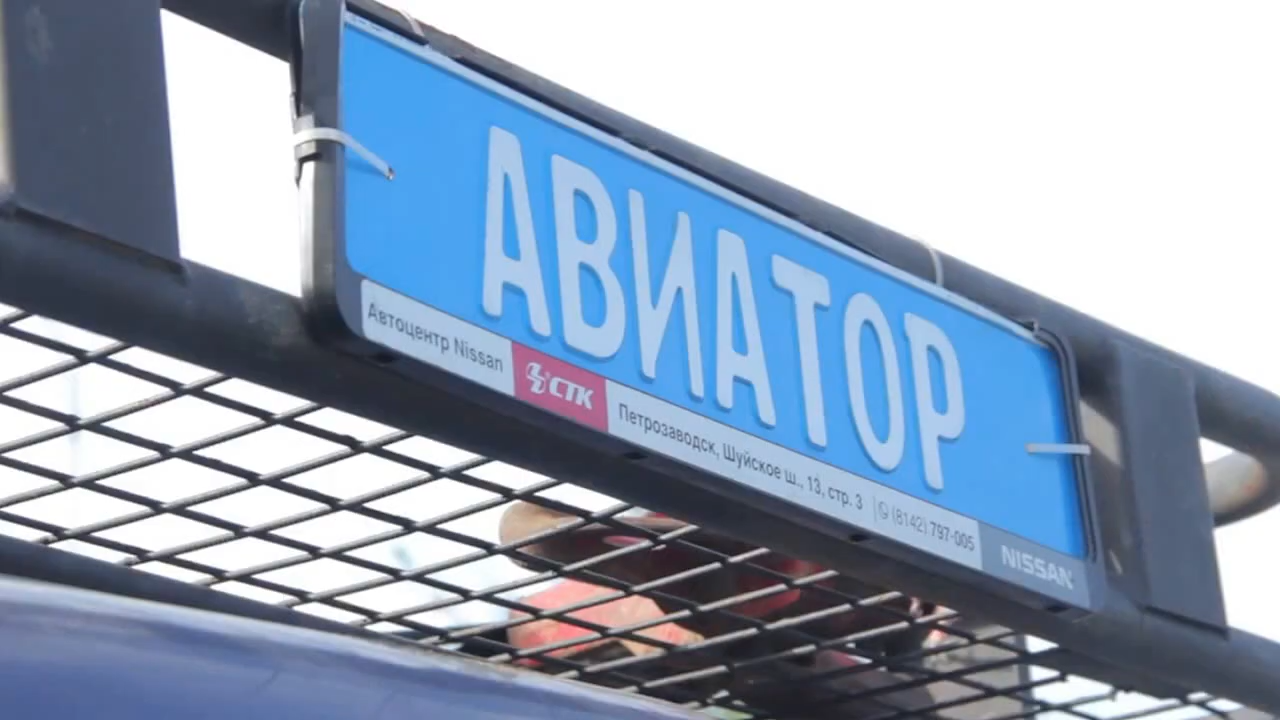 АВИАТОР
Автоцентр Nissan СТК Петрозаводск, Шуйское ш., 13, стр. 3 (8142) 797-005 NISSAN